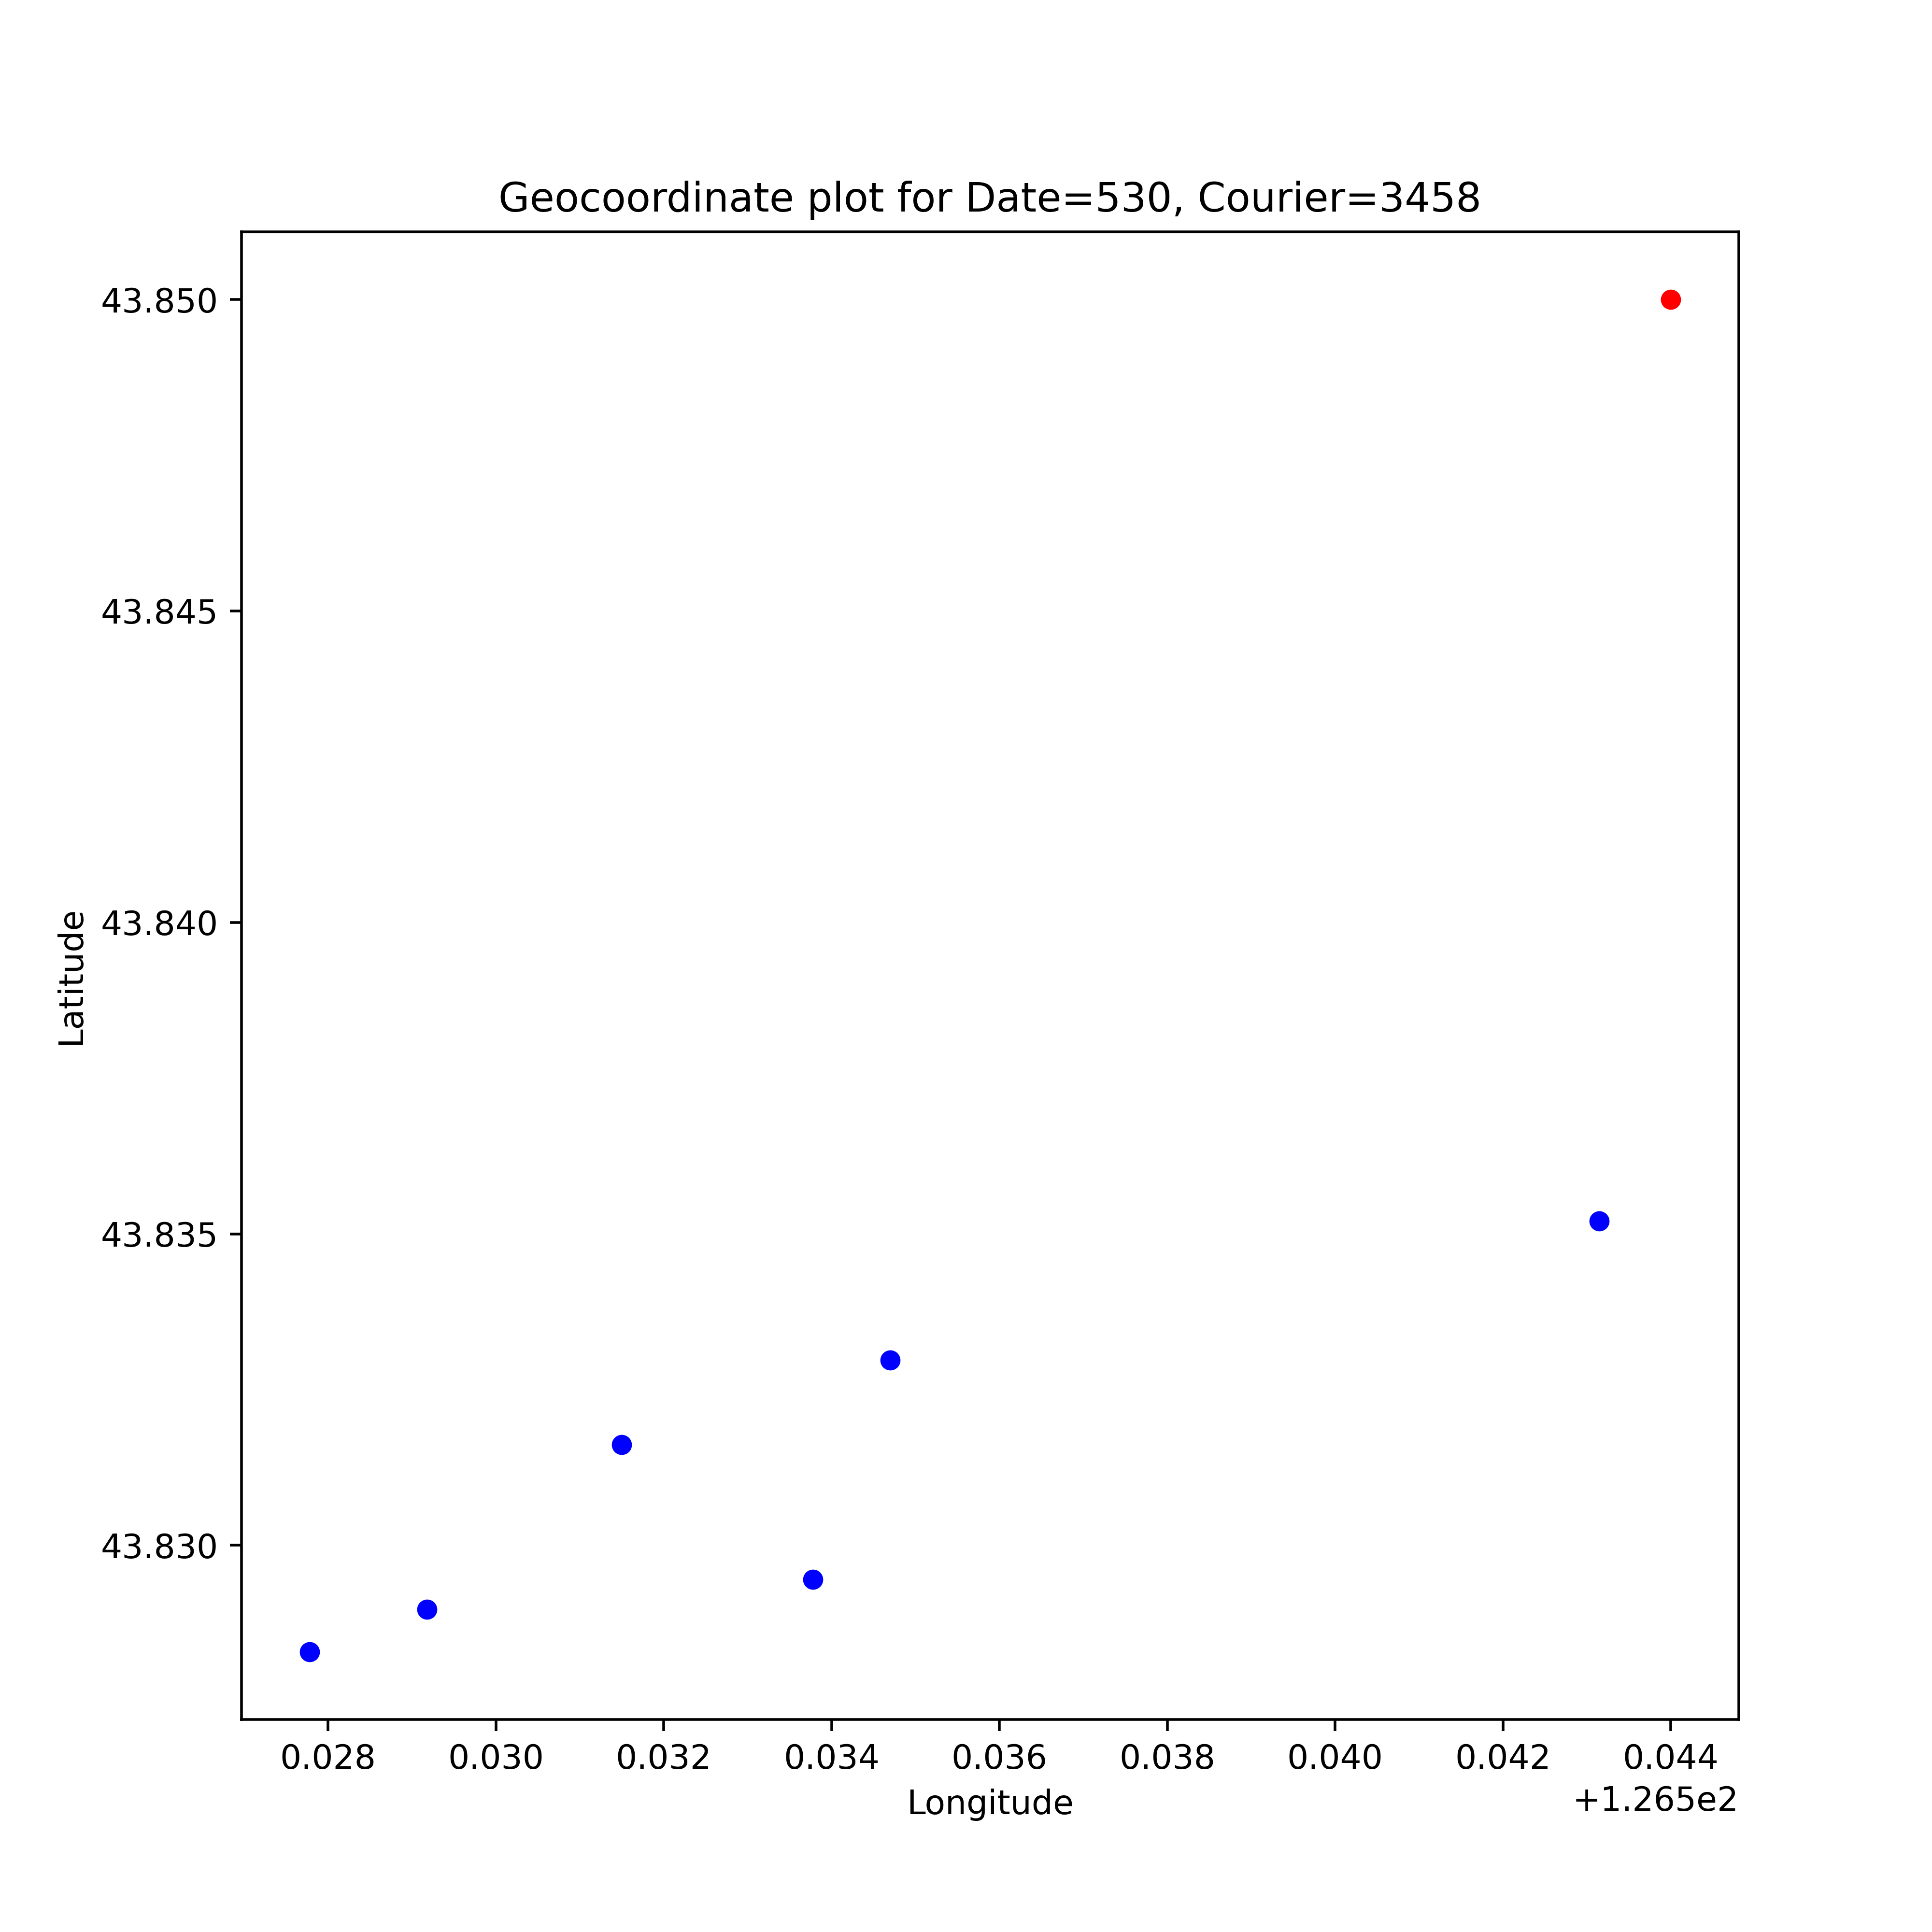 Geocoordinate plot for Date=530, Courier=3458
43.850
43.845
43.840
43.835
43.830
Latitude
0.028 0.030 0.032 0.034 0.036 0.038 0.040 0.042 0.044
Longitude
+1.265e2